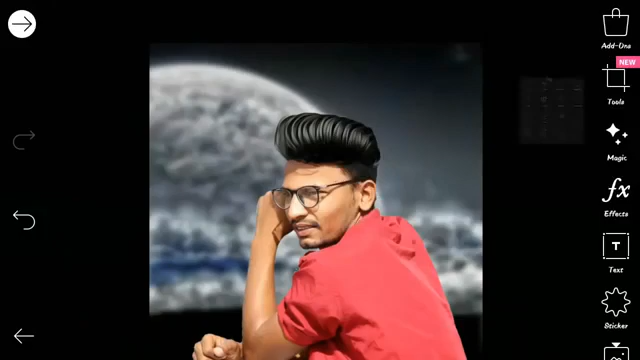 Add-Ons
NEW
Tools
Magic
fx
Effects
T
Text
Sticker